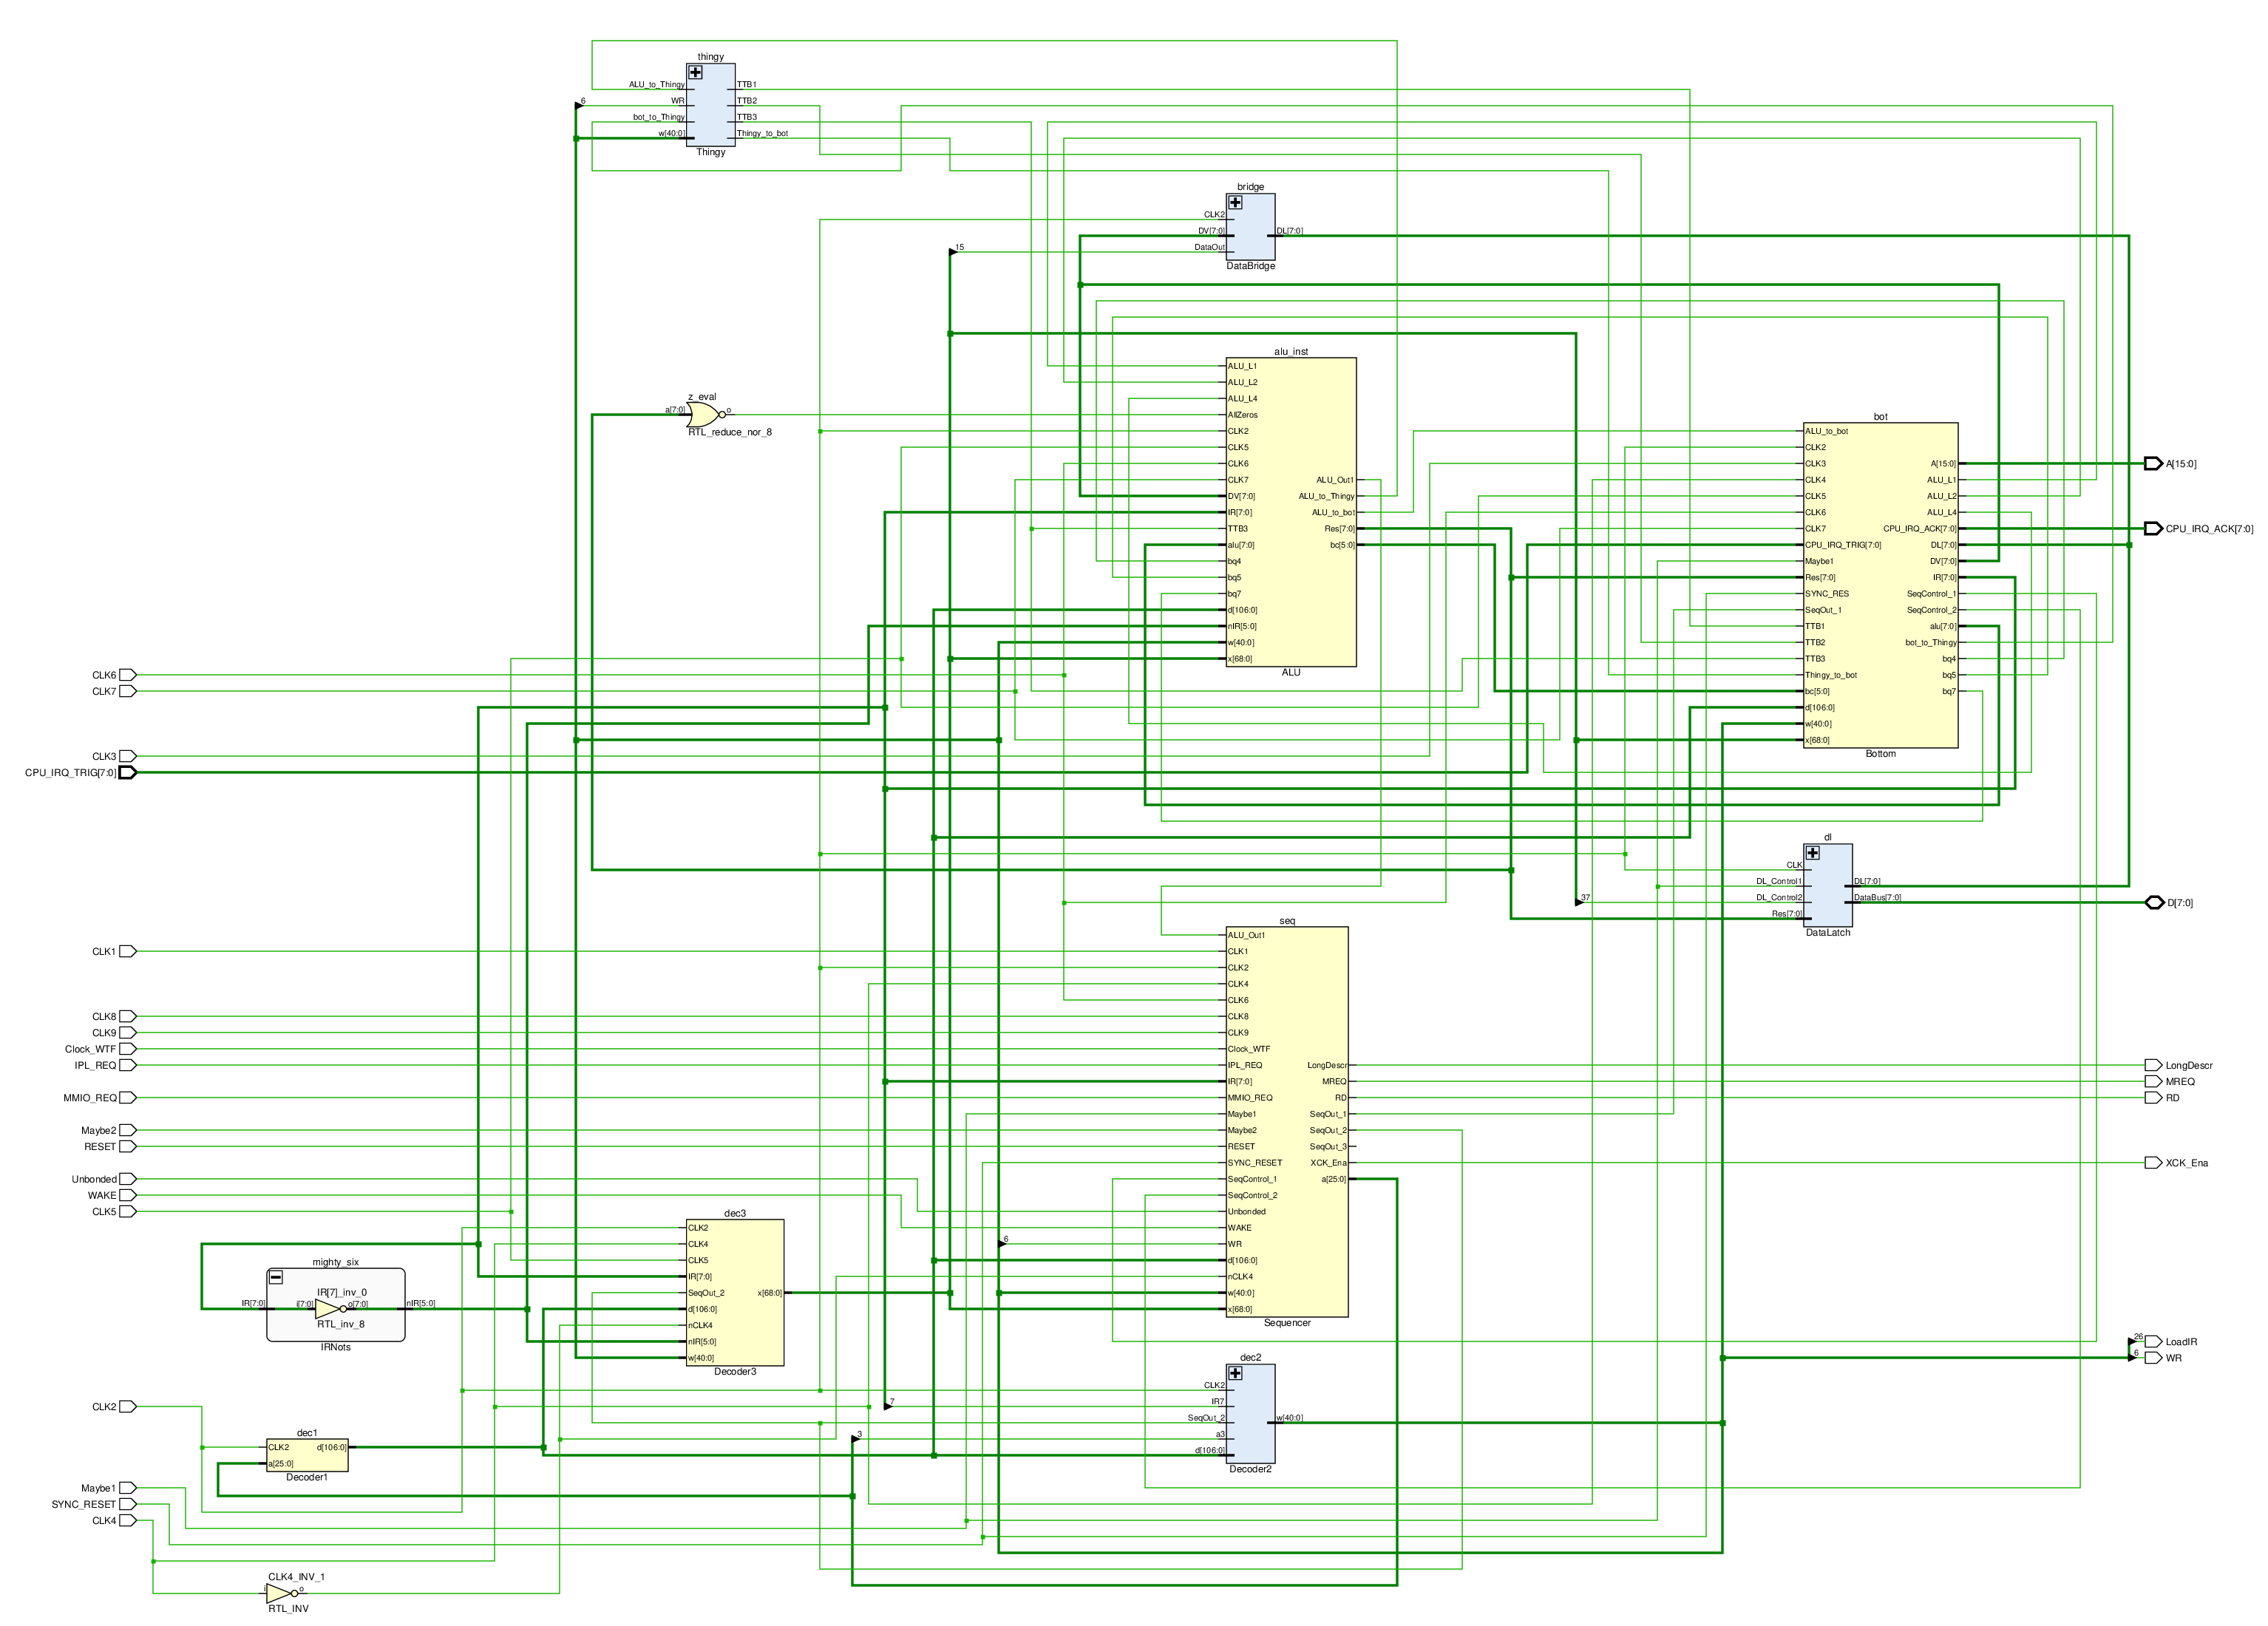 thingy
ALU_to_Thingy
WR
bot_to_Thingy
w[40:0]
TTB1
TTB2
TTB3
Thingy_to_bot
Thingy
6
bridge
CLK2
DV[7:0]
DataOut
DL[7:0]
DataBridge
15
alu_inst
ALU_L1
ALU_L2
ALU_L4
AllZeros
CLK2
CLK5
CLK6
CLK7
DV[7:0]
IR[7:0]
TTB3
alu[7:0]
bq4
bq5
bq7
d[106:0]
nIR[5:0]
w[40:0]
x[68:0]
ALU_Out1
ALU_to_Thingy
ALU_to_bot
Res[7:0]
bc[5:0]
ALU
z_eval
a[7:0]
o
RTL_reduce_nor_8
bot
ALU_to_bot
CLK2
CLK3
CLK4
CLK5
CLK6
CLK7
CPU_IRQ_TRIG[7:0]
Maybe1
Res[7:0]
SYNC_RES
SeqOut_1
TTB1
TTB2
TTB3
Thingy_to_bot
bc[5:0]
d[106:0]
w[40:0]
x[68:0]
A[15:0]
ALU_L1
ALU_L2
ALU_L4
CPU_IRQ_ACK[7:0]
DL[7:0]
DV[7:0]
IR[7:0]
SeqControl_1
SeqControl_2
alu[7:0]
bot_to_Thingy
bq4
bq5
bq7
Bottom
A[15:0]
CPU_IRQ_ACK[7:0]
CLK6
CLK7
CLK3
CPU_IRQ_TRIG[7:0]
dl
CLK
DL_Control1
DL_Control2
Res[7:0]
DL[7:0]
DataBus[7:0]
DataLatch
37
D[7:0]
CLK1
CLK8
CLK9
Clock_WTF
IPL_REQ
MMIO_REQ
Maybe2
RESET
Unbonded
WAKE
CLK5
seq
ALU_Out1
CLK1
CLK2
CLK4
CLK6
CLK8
CLK9
Clock_WTF
IPL_REQ
IR[7:0]
MMIO_REQ
Maybe1
Maybe2
RESET
SYNC_RESET
SeqControl_1
SeqControl_2
Unbonded
WAKE
WR
d[106:0]
nCLK4
w[40:0]
x[68:0]
LongDescr
MREQ
RD
SeqOut_1
SeqOut_2
SeqOut_3
XCK_Ena
a[25:0]
Sequencer
6
LongDescr
MREQ
RD
XCK_Ena
dec3
CLK2
CLK4
CLK5
IR[7:0]
SeqOut_2
d[106:0]
nCLK4
nIR[5:0]
w[40:0]
x[68:0]
Decoder3
mighty_six
IR[7]_inv_0
IR[7:0]
i[7:0]
o[7:0]
nIR[5:0]
RTL_inv_8
IRNots
26
LoadIR
6
WR
dec2
CLK2
IR7
SeqOut_2
a3
d[106:0]
w[40:0]
Decoder2
7
3
CLK2
dec1
CLK2
a[25:0]
d[106:0]
Decoder1
Maybe1
SYNC_RESET
CLK4
CLK4_INV_1
i
o
RTL_INV